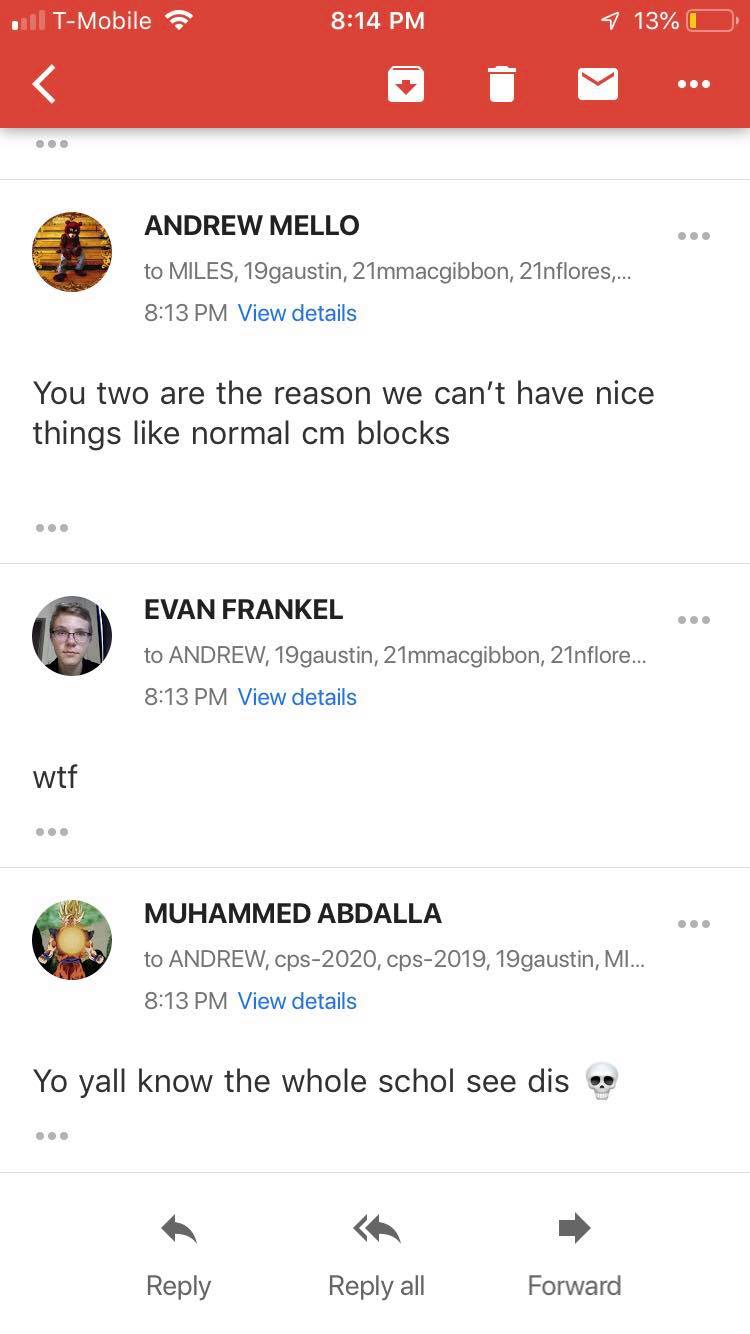 T-Mobile 8:14 PM 13%
ANDREW MELLO
to MILES, 19gaustin, 21mmacgibbon, 21nflores,...
8:13 PM View details
You two are the reason we can’t have nice
things like normal cm blocks
EVAN FRANKEL
to ANDREW, 19gaustin, 21mmacgibbon, 21nflore...
8:13 PM View details
wtf
MUHAMMED ABDALLA
to ANDREW, cps-2020, cps-2019, 19gaustin, MI...
8:13 PM View details
Yo yall know the whole schol see dis 💀
Reply Reply all Forward